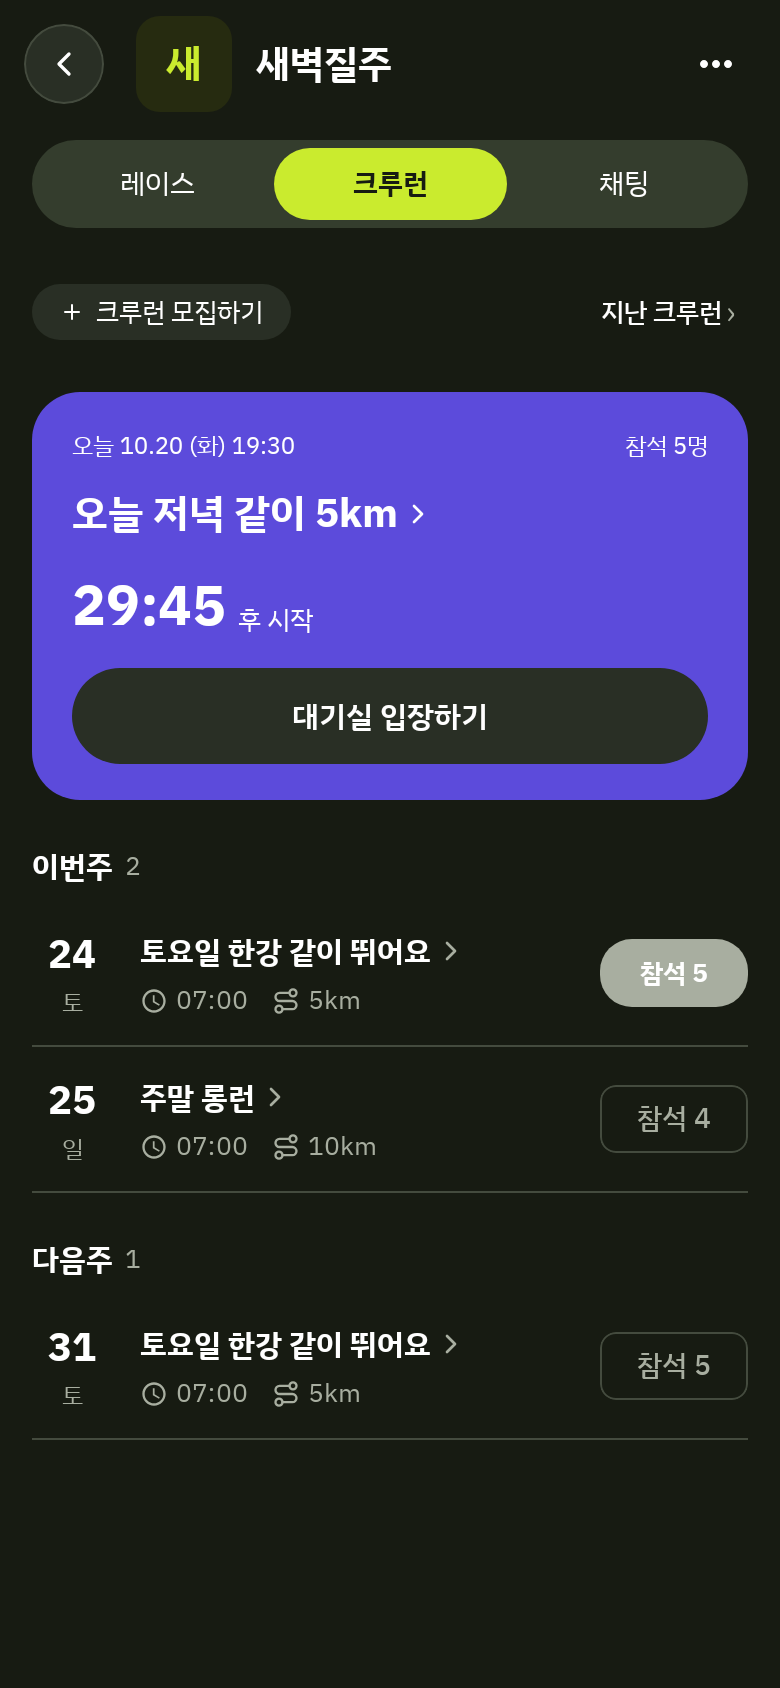 새 새벽질주
레이스 크루런 채팅
+ 크루런 모집하기 지난 크루런 ›
오늘 10.20 (화) 19:30 참석 5명
오늘 저녁 같이 5km
29:45 후 시작
대기실 입장하기
이번주 2
24 토요일 한강 같이 뛰어요 참석 5
토 07:00 5km
25 주말 롱런 참석 4
일 07:00 10km
다음주 1
31 토요일 한강 같이 뛰어요 참석 5
토 07:00 5km